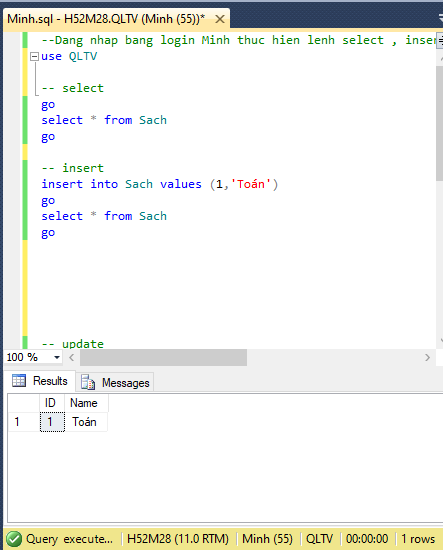 Minh.sql - H52M28.QLTV (Minh (55))*
--Dang nhap bang login Minh thuc hien lenh select , inser
use QLTV
-- select
go
select * from Sach
go
-- insert
insert into Sach values (1,'Toán')
go
select * from Sach
go
-- update
100 %
Results Messages
ID Name
1 1 Toán
Query execute... H52M28 (11.0 RTM) Minh (55) QLTV 00:00:00 1 rows